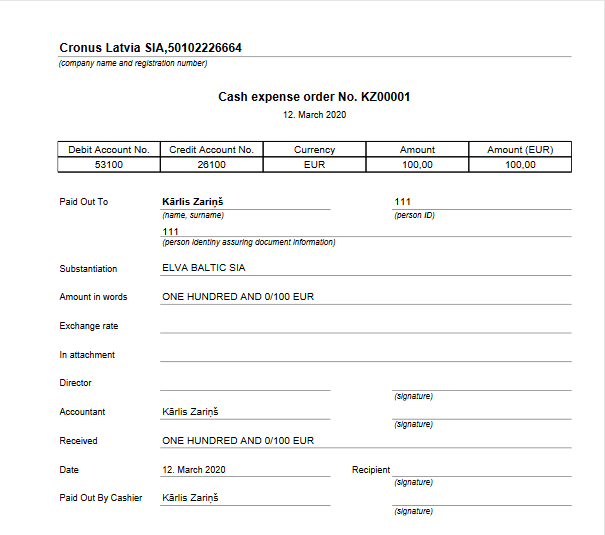 Cronus Latvia SIA,50102226664
(company name and registration number)
Cash expense order No. KZ00001
12. March 2020
Debit Account No. Credit Account No. Currency Amount Amount (EUR)
53100 26100 EUR 100,00 100,00
Paid Out To Kārlis Zariņš 111
(name, surname) (person ID)
111
(person identiny assuring document information)
Substantiation ELVA BALTIC SIA
Amount in words ONE HUNDRED AND 0/100 EUR
Exchange rate
In attachment
Director
(signature)
Accountant Kārlis Zariņš
(signature)
Received ONE HUNDRED AND 0/100 EUR
Date 12. March 2020 Recipient
(signature)
Paid Out By Cashier Kārlis Zariņš
(signature)